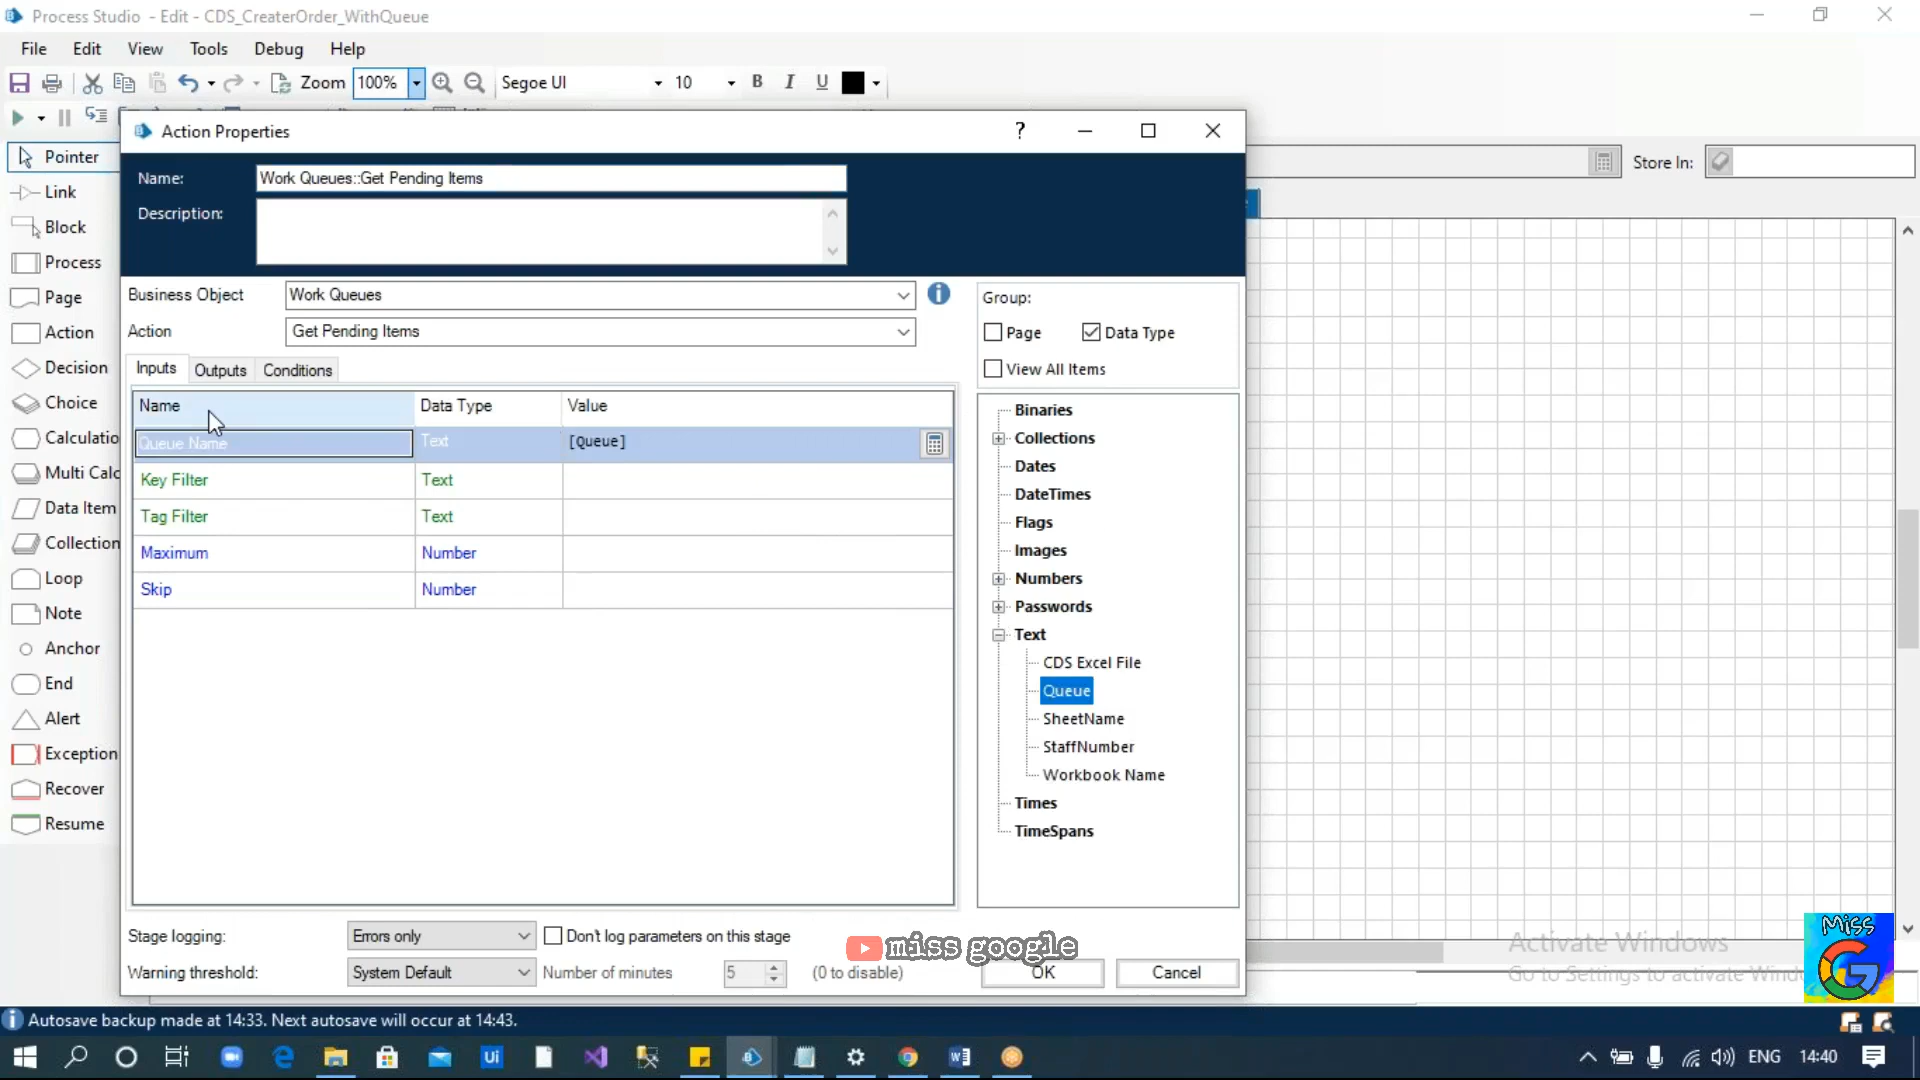 Process Studio - Edit - CDS_CreaterOrder_WithQueue
File Edit View Tools Debug Help
Zoom 100% Segoe UI 10 B I U
Action Properties ?
Pointer
Link
Block
Process
Page
Action
Decision
Choice
Calculatio
Multi Calc
Data Item
Collection
Loop
Note
Anchor
End
Alert
Exception
Recover
Resume
Name: Work Queues::Get Pending Items
Description:
Store In:
Business Object Work Queues
Action Get Pending Items
Inputs Outputs Conditions
Name Data Type Value
Queue Name Text [Queue]
Key Filter Text
Tag Filter Text
Maximum Number
Skip Number
Group:
Page Data Type
View All Items
Binaries
Collections
Dates
DateTimes
Flags
Images
Numbers
Passwords
Text
CDS Excel File
Queue
SheetName
StaffNumber
Workbook Name
Times
TimeSpans
Stage logging: Errors only Don't log parameters on this stage
Warning threshold: System Default Number of minutes 5 (0 to disable)
miss google
OK Cancel
Activate Windows
Go to Settings to activate Wind
Miss
G
Autosave backup made at 14:33. Next autosave will occur at 14:43.
Ui
ENG 14:40